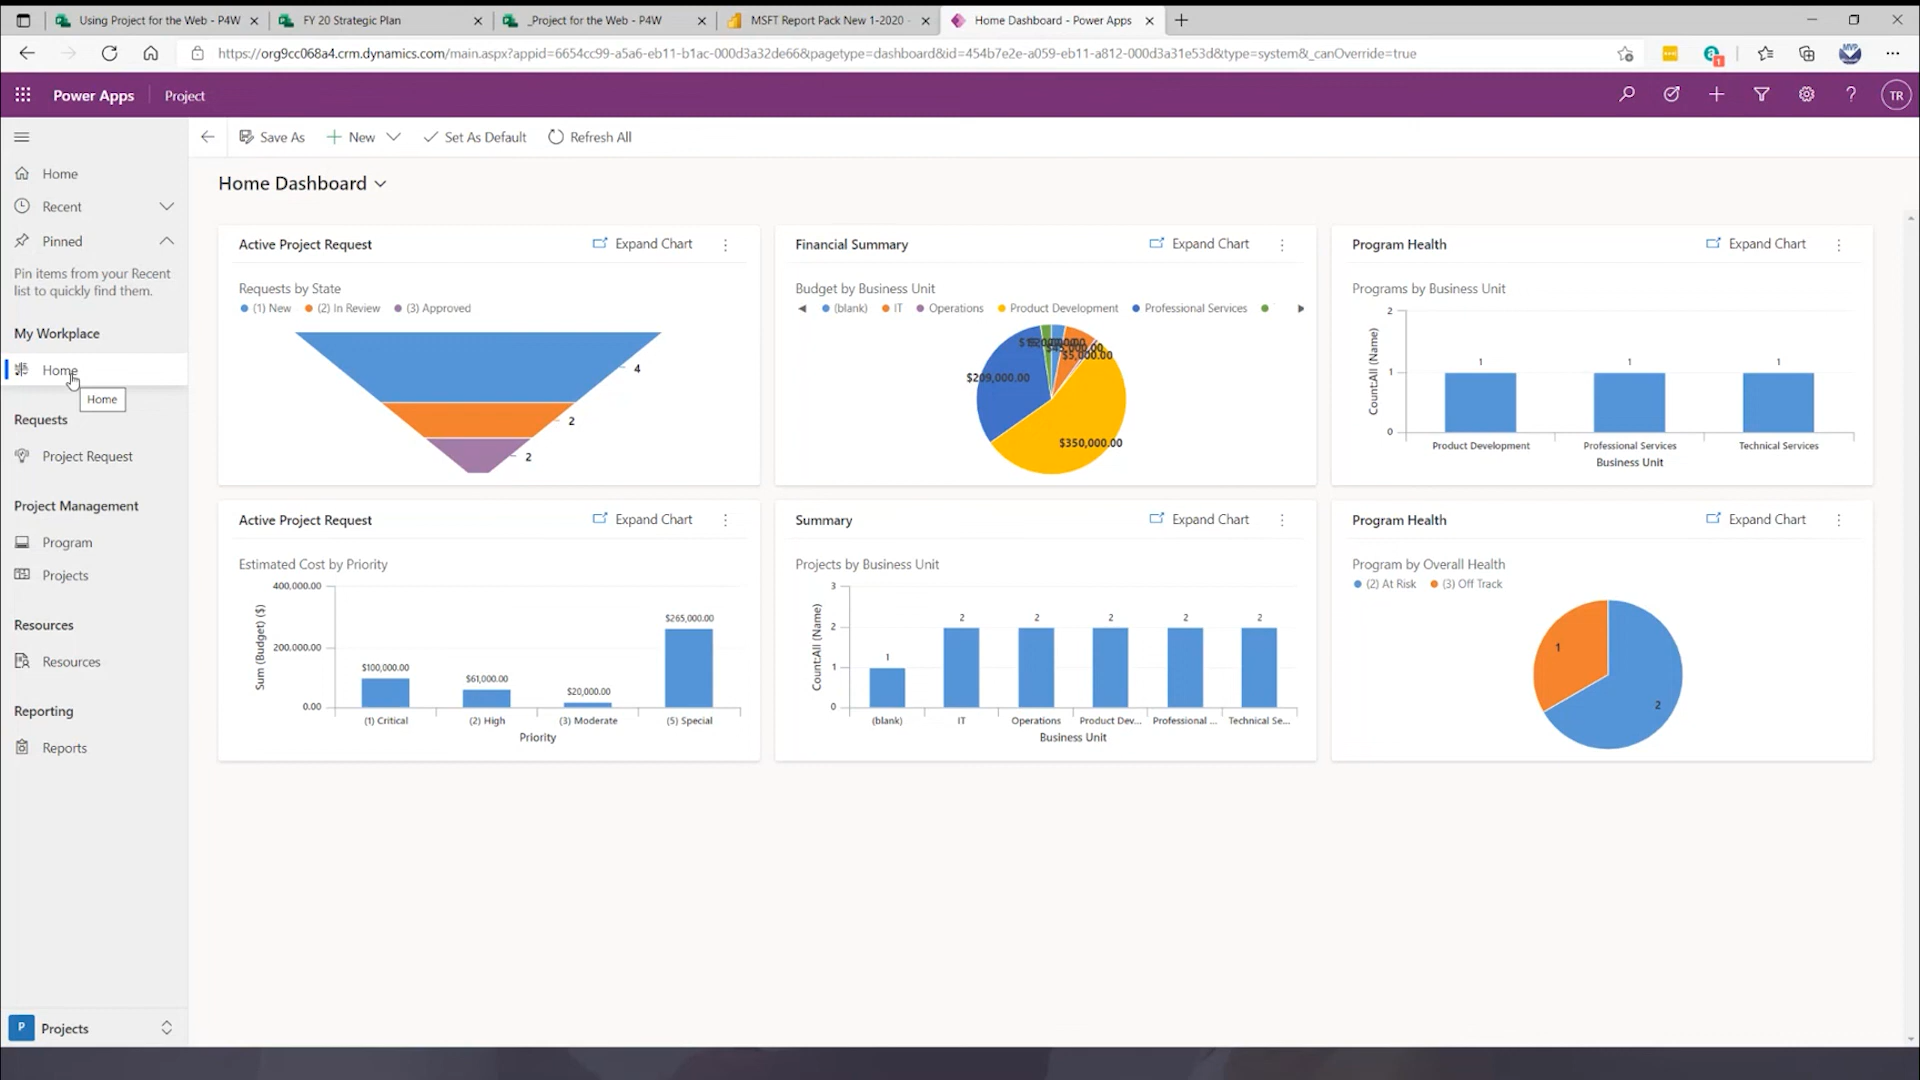 Using Project for the Web - P4W
FY 20 Strategic Plan
_Project for the Web - P4W
MSFT Report Pack New 1-2020 -
Home Dashboard - Power Apps
https://org9cc068a4.crm.dynamics.com/main.aspx?appid=6654cc99-a5a6-eb11-b1ac-000d3a32de66&pagetype=dashboard&id=454b7e2e-a059-eb11-a812-000d3a31e53d&type=system&_canOverride=true
Power Apps
Project
TR
Save As
New
Set As Default
Refresh All
Home
Recent
Pinned
Pin items from your Recent
list to quickly find them.
My Workplace
Home
Home
Requests
Project Request
Project Management
Program
Projects
Resources
Resources
Reporting
Reports
P Projects
Home Dashboard
Active Project Request
Expand Chart
Requests by State
(1) New (2) In Review (3) Approved
4
2
2
Financial Summary
Expand Chart
Budget by Business Unit
(blank) IT Operations Product Development Professional Services
$5,000.00
$209,000.00
$350,000.00
Program Health
Expand Chart
Programs by Business Unit
Count:All (Name)
2
1
0
1 1 1
Product Development Professional Services Technical Services
Business Unit
Active Project Request
Expand Chart
Estimated Cost by Priority
Sum (Budget) ($)
400,000.00
200,000.00
0.00
$100,000.00
$61,000.00
$20,000.00
$265,000.00
(1) Critical (2) High (3) Moderate (5) Special
Priority
Summary
Expand Chart
Projects by Business Unit
Count:All (Name)
3
2
1
0
1 2 2 2 2 2
(blank) IT Operations Product Dev... Professional ... Technical Se...
Business Unit
Program Health
Expand Chart
Program by Overall Health
(2) At Risk (3) Off Track
1
2